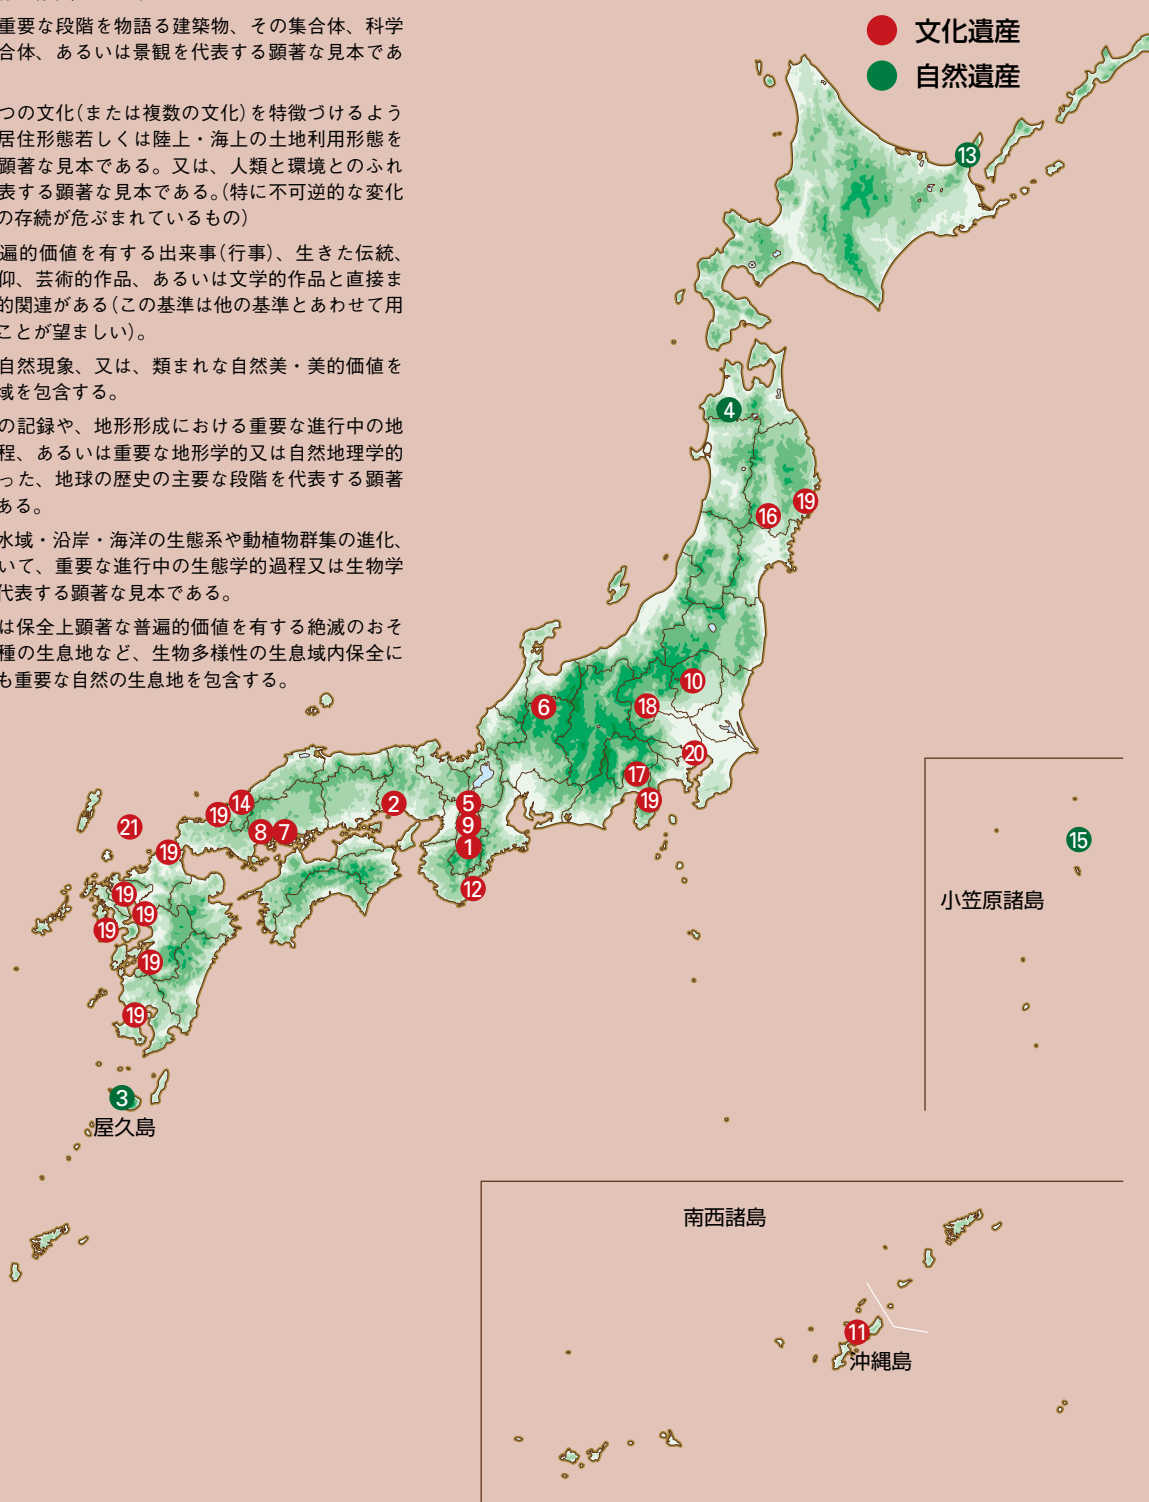 重要な段階を物語る建築物、その集合体、科学
合体、あるいは景観を代表する顕著な見本であ
つの文化(または複数の文化)を特徴づけるよう
居住形態若しくは陸上・海上の土地利用形態を
顕著な見本である。又は、人類と環境とのふれ
表する顕著な見本である。(特に不可逆的な変化
の存続が危ぶまれているもの)
遍的価値を有する出来事(行事)、生きた伝統、
仰、芸術的作品、あるいは文学的作品と直接ま
的関連がある(この基準は他の基準とあわせて用
ことが望ましい)。
自然現象、又は、類まれな自然美・美的価値を
域を包含する。
の記録や、地形形成における重要な進行中の地
程、あるいは重要な地形学的又は自然地理学的
った、地球の歴史の主要な段階を代表する顕著
ある。
水域・沿岸・海洋の生態系や動植物群集の進化、
いて、重要な進行中の生態学的過程又は生物学
代表する顕著な見本である。
は保全上顕著な普遍的価値を有する絶滅のおそ
種の生息地など、生物多様性の生息域内保全に
も重要な自然の生息地を包含する。
文化遺産
自然遺産
13
4
19
16
10
6
18
20
17
19
14
2
5
19
21
8
7
9
19
1
12
19
19
19
19
19
3
屋久島
15
小笠原諸島
南西諸島
11
沖縄島